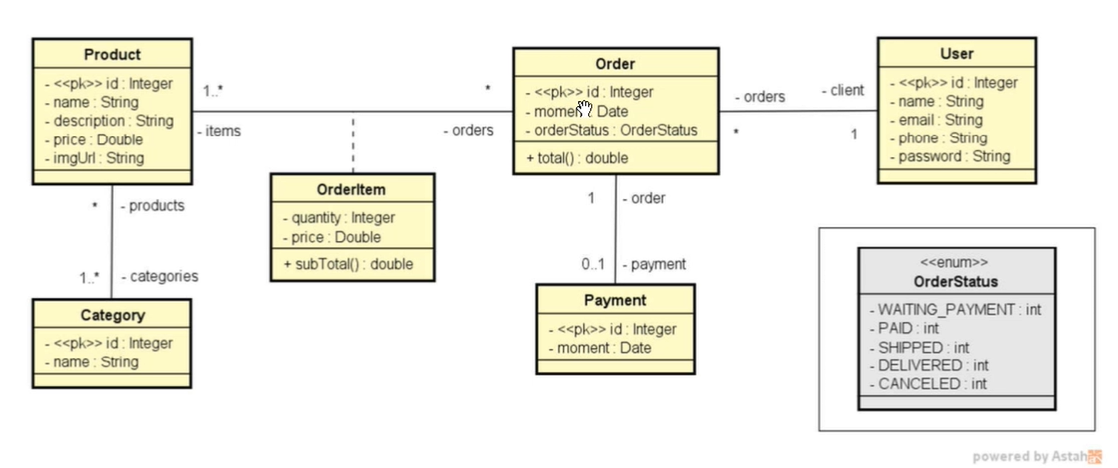 Product
- <<pk>> id : Integer
- name : String
- description : String
- price : Double
- imgUrl : String
1..*
- items
*
- orders
Order
- <<pk>> id : Integer
- moment : Date
- orderStatus : OrderStatus
+ total() : double
- orders
*
- client
1
User
- <<pk>> id : Integer
- name : String
- email : String
- phone : String
- password : String
OrderItem
- quantity : Integer
- price : Double
+ subTotal() : double
*
- products
1..*
- categories
Category
- <<pk>> id : Integer
- name : String
1
- order
0..1
- payment
Payment
- <<pk>> id : Integer
- moment : Date
<<enum>>
OrderStatus
- WAITING_PAYMENT : int
- PAID : int
- SHIPPED : int
- DELIVERED : int
- CANCELED : int
powered by Astah